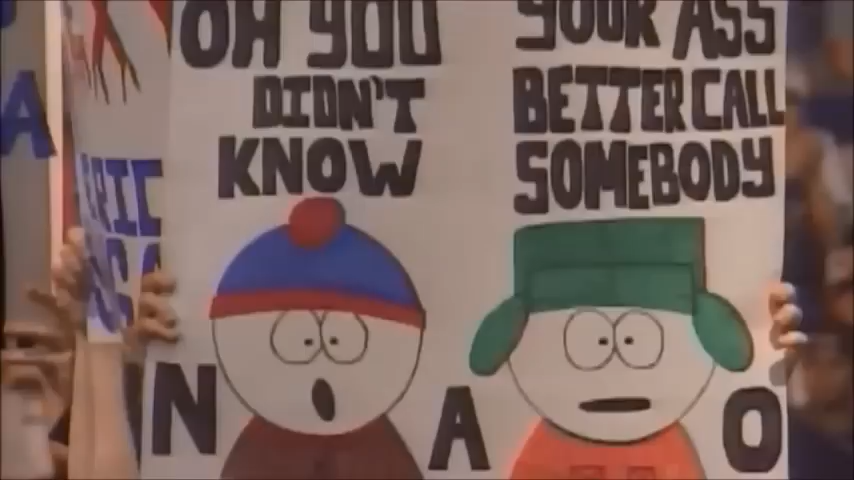 OH YOU
DIDN'T
KNOW
YOUR ASS
BETTER CALL
SOMEBODY
N A O